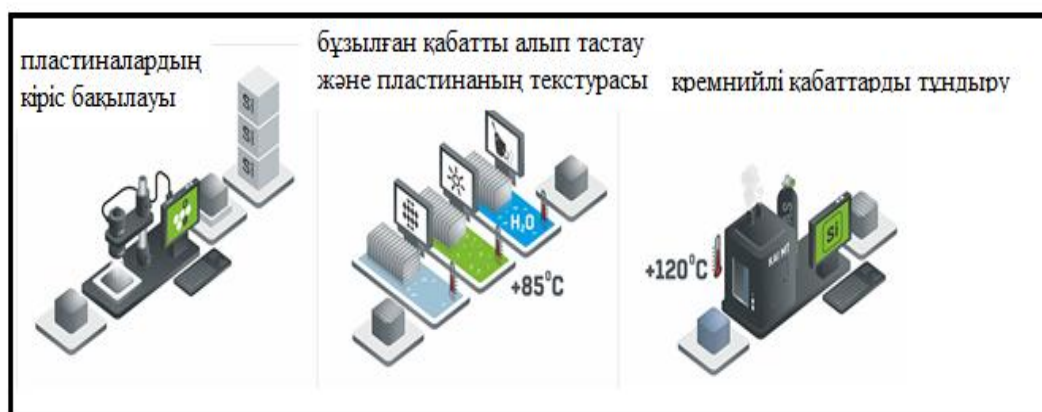 пластиналардың
кіріс бақылауы
бұзылған қабатты алып тастау
және пластинаның текстурасы
кремнийлі қабаттарды тұндыру
Si
Si
Si
H₂O
+85°C
+120°C
Si